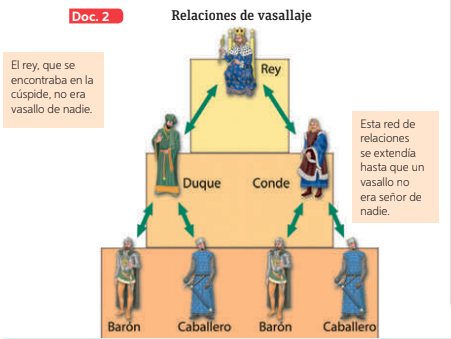 Doc. 2
Relaciones de vasallaje
El rey, que se
encontraba en la
cúspide, no era
vasallo de nadie.
Rey
Esta red de
relaciones
se extendía
hasta que un
vasallo no
era señor de
nadie.
Duque
Conde
Barón
Caballero
Barón
Caballero